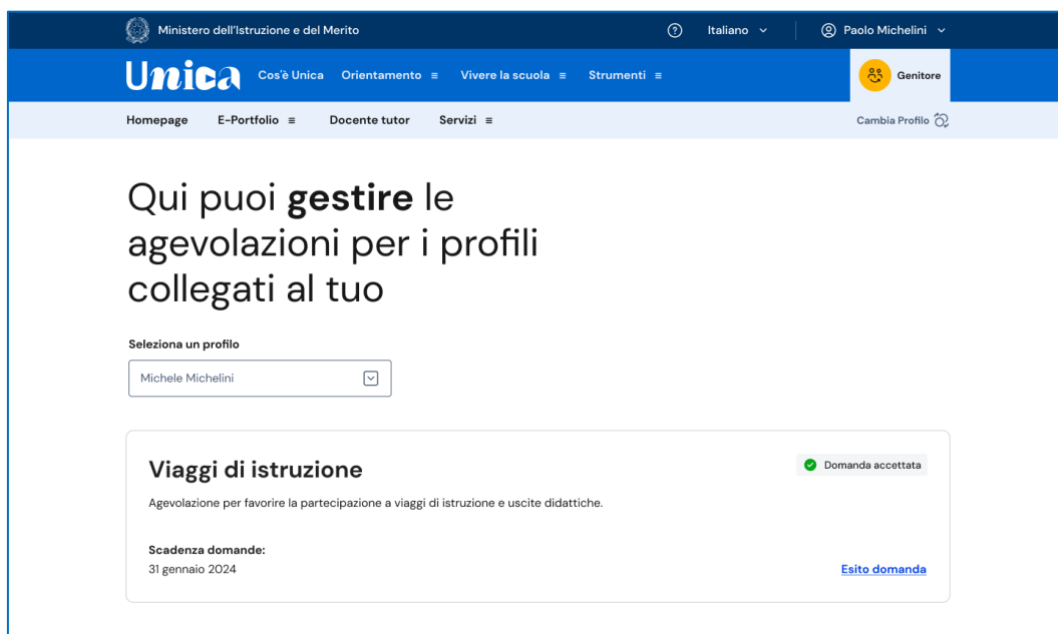 Ministero dell'Istruzione e del Merito
Italiano
Paolo Michelini
Unica
Cos'è Unica
Orientamento
Vivere la scuola
Strumenti
Genitore
Homepage
E-Portfolio
Docente tutor
Servizi
Cambia Profilo
Qui puoi gestire le
agevolazioni per i profili
collegati al tuo
Seleziona un profilo
Michele Michelini
Viaggi di istruzione
Domanda accettata
Agevolazione per favorire la partecipazione a viaggi di istruzione e uscite didattiche.
Scadenza domande:
31 gennaio 2024
Esito domanda